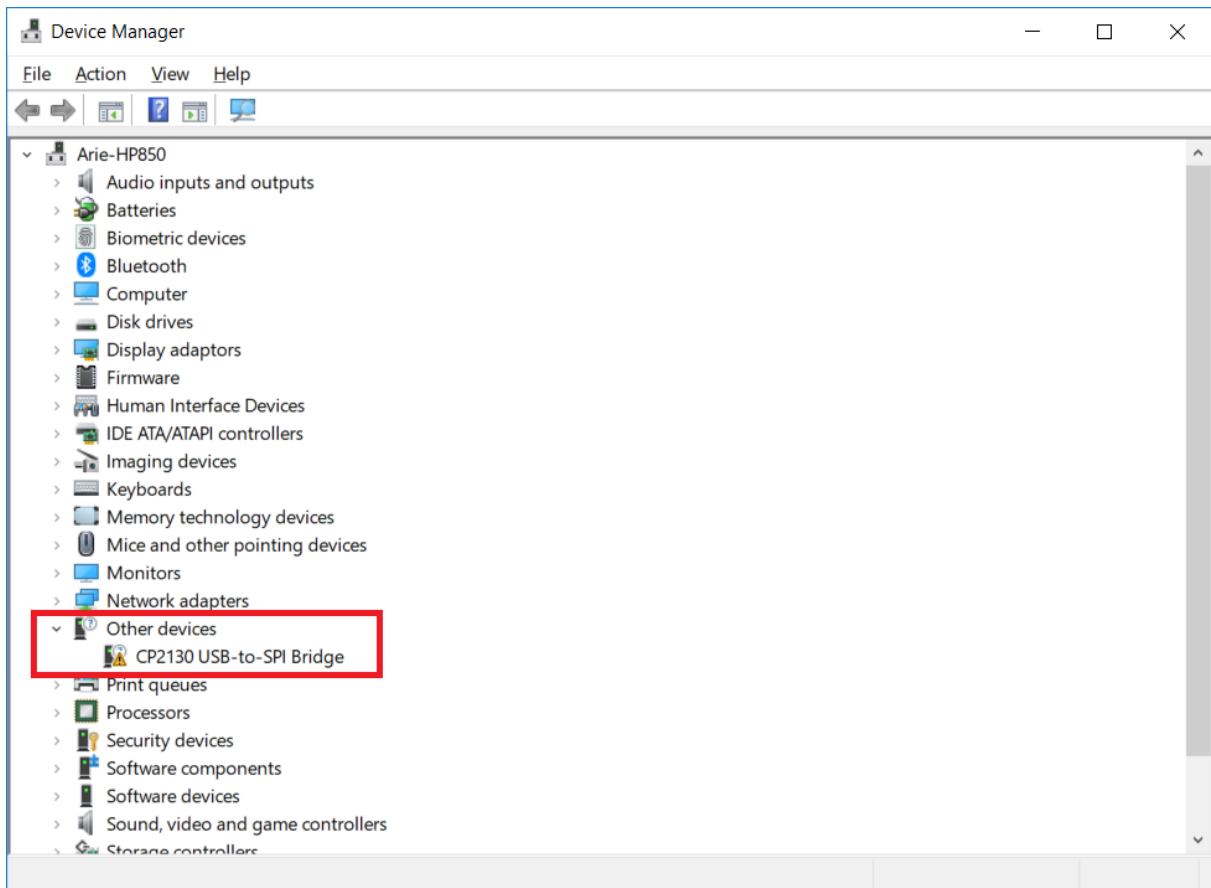 Device Manager
File Action View Help
Arie-HP850
Audio inputs and outputs
Batteries
Biometric devices
Bluetooth
Computer
Disk drives
Display adaptors
Firmware
Human Interface Devices
IDE ATA/ATAPI controllers
Imaging devices
Keyboards
Memory technology devices
Mice and other pointing devices
Monitors
Network adapters
Other devices
CP2130 USB-to-SPI Bridge
Print queues
Processors
Security devices
Software components
Software devices
Sound, video and game controllers
Storage controllers